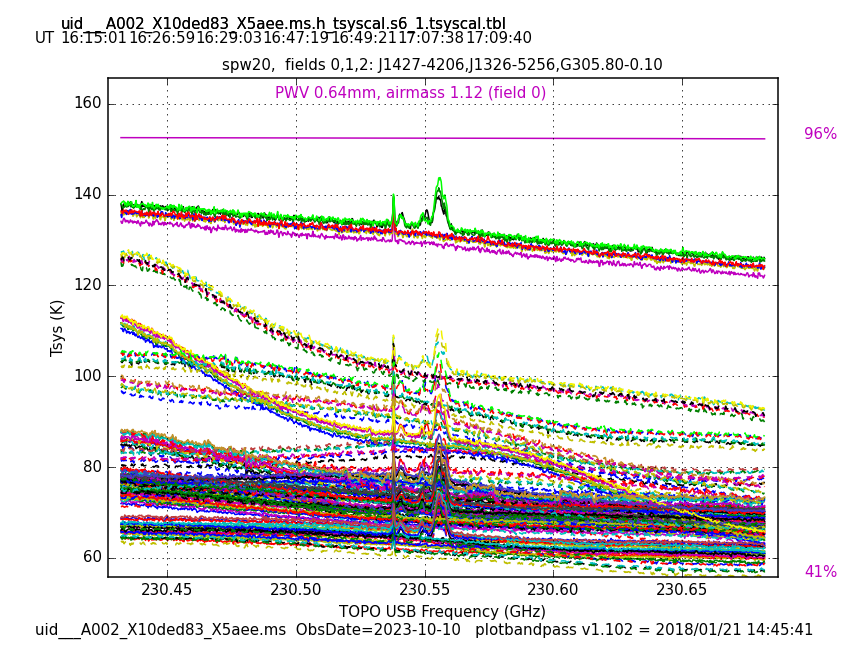 uid___A002_X10ded83_X5aee.ms.h_tsyscal.s6_1.tsyscal.tbl
UT 16:15:01 16:26:59 16:29:03 16:47:19 16:49:21 17:07:38 17:09:40
spw20,  fields 0,1,2: J1427-4206,J1326-5256,G305.80-0.10
PWV 0.64mm, airmass 1.12 (field 0)
96%
41%
160
140
120
100
80
60
Tsys (K)
230.45 230.50 230.55 230.60 230.65
TOPO USB Frequency (GHz)
uid___A002_X10ded83_X5aee.ms  ObsDate=2023-10-10   plotbandpass v1.102 = 2018/01/21 14:45:41